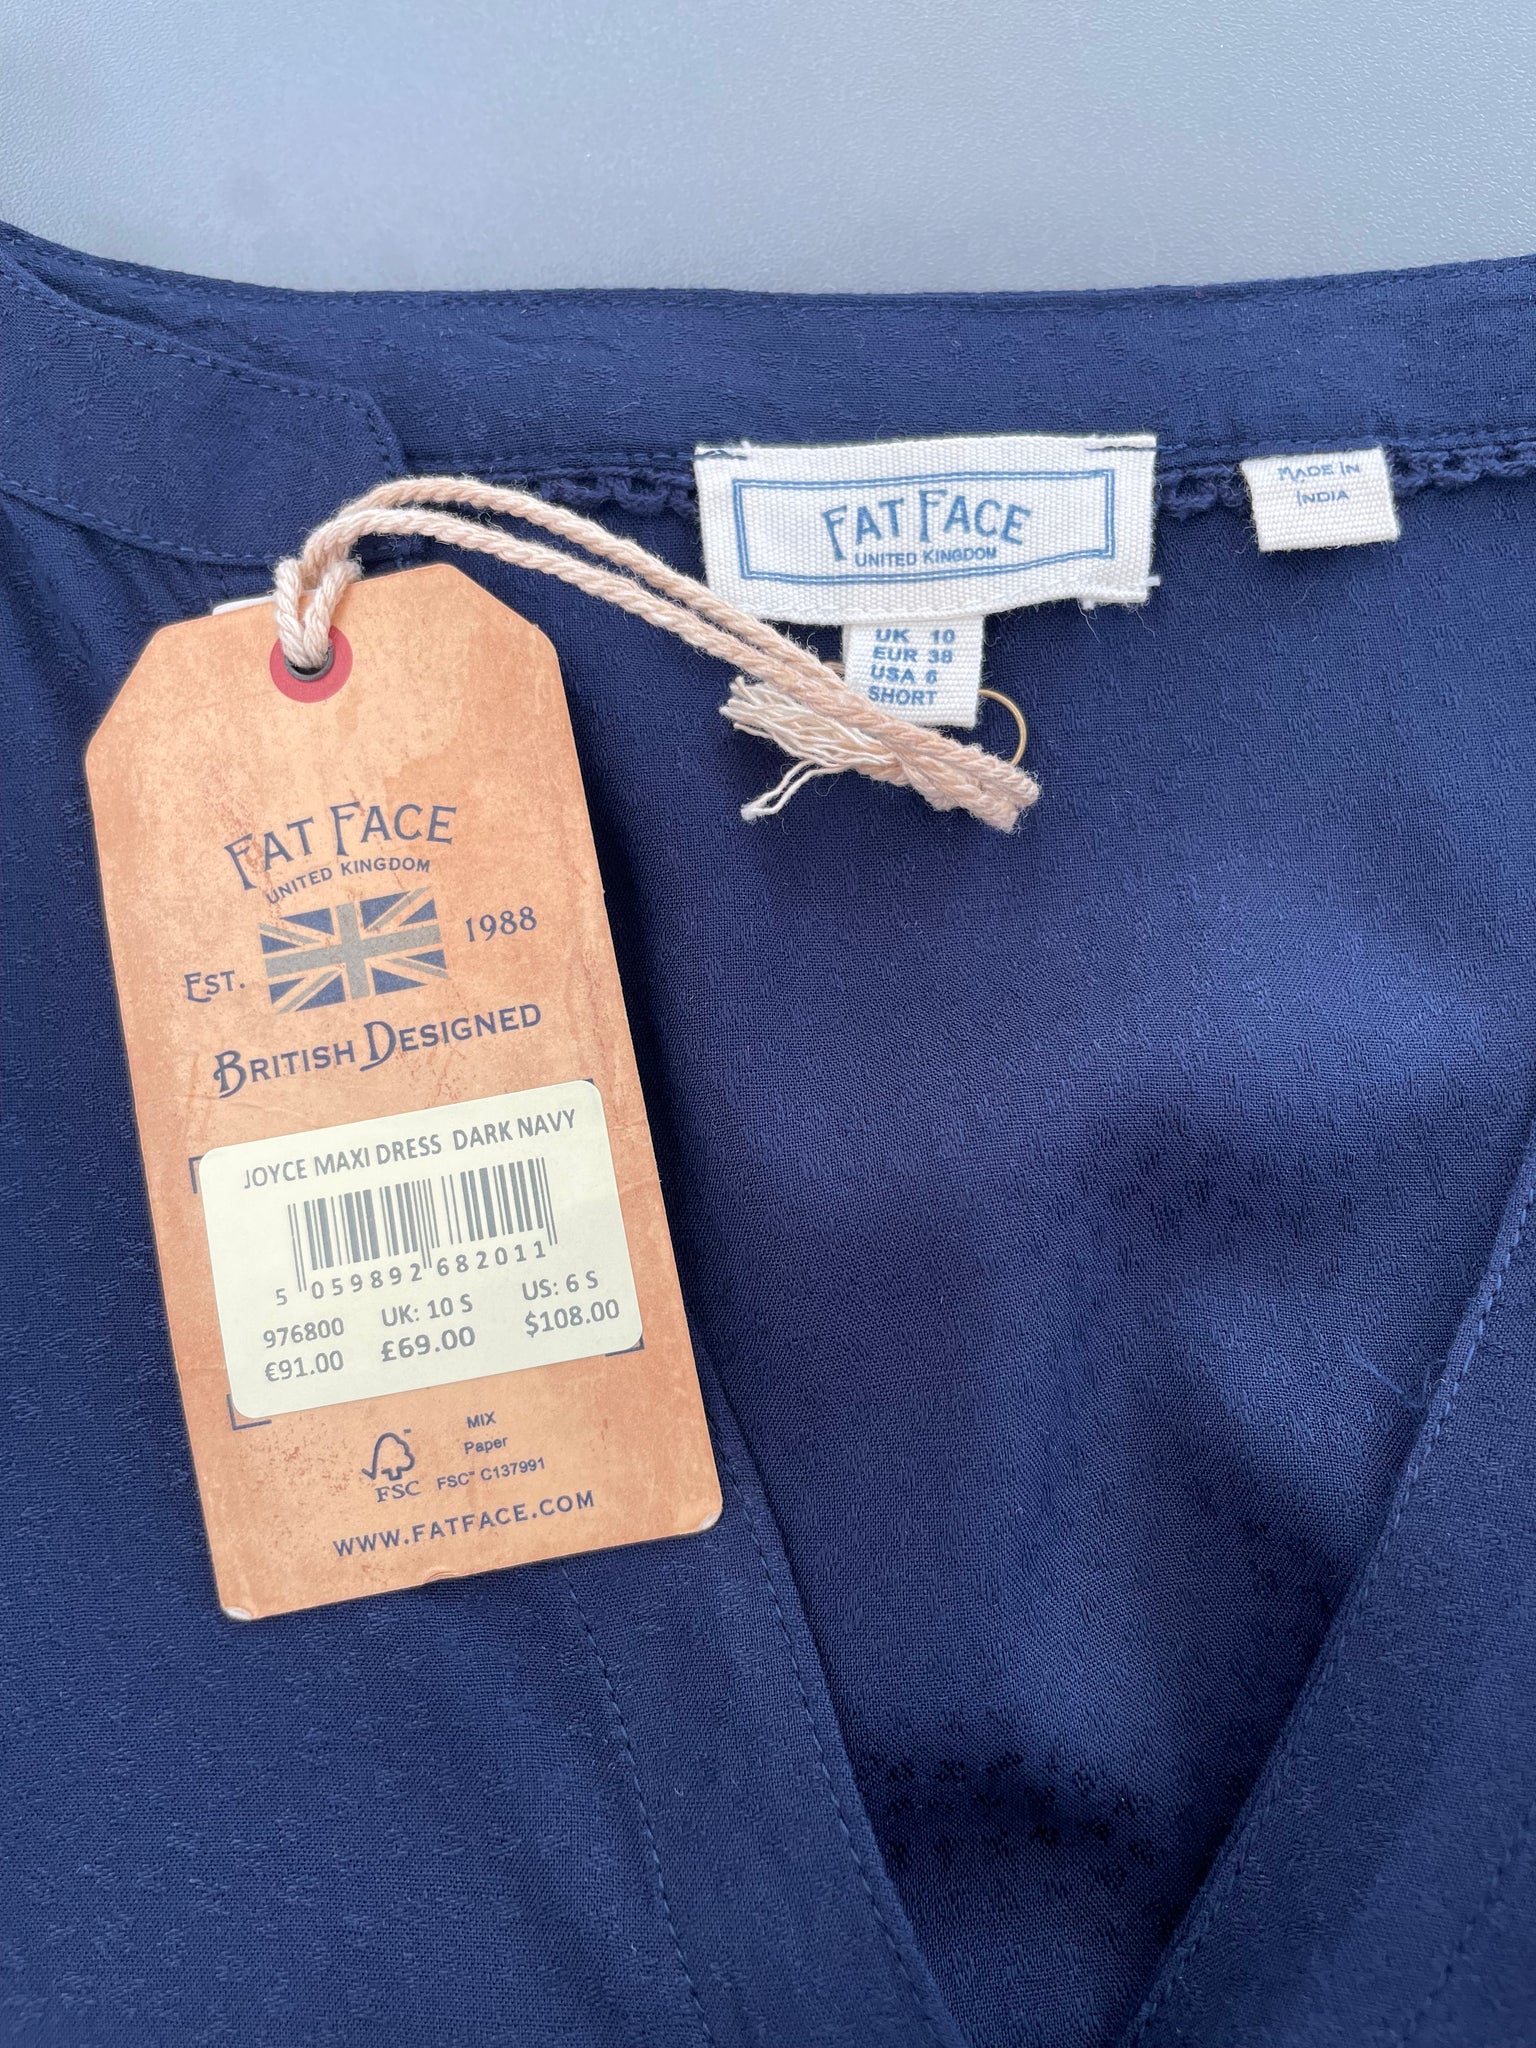 FAT FACE
UNITED KINGDOM
MADE IN
INDIA
UK 10
EUR 38
USA 6
SHORT
FAT FACE
UNITED KINGDOM
EST. 1988
BRITISH DESIGNED
JOYCE MAXI DRESS DARK NAVY
5 059892 682011
976800 UK: 10 S US: 6 S
€91.00 £69.00 $108.00
FSC
MIX
Paper
FSC™ C137991
WWW.FATFACE.COM